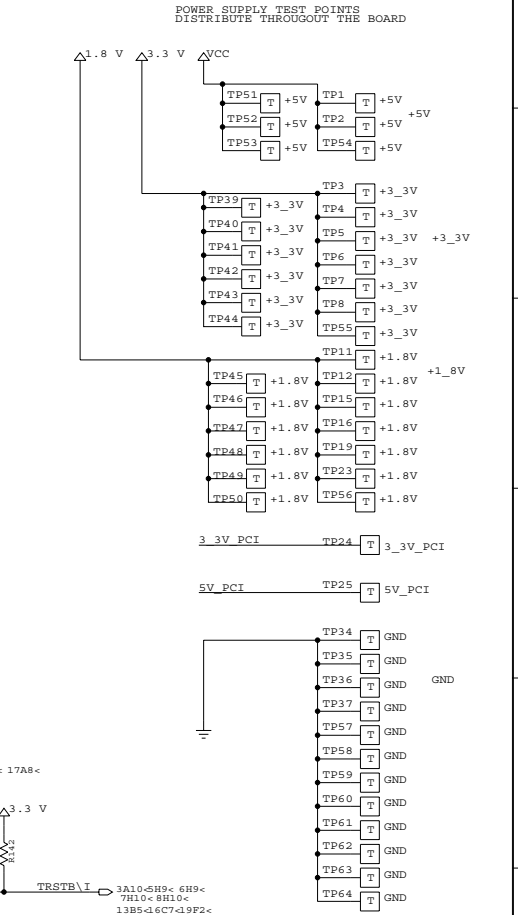 POWER SUPPLY TEST POINTS
DISTRIBUTE THROUGOUT THE BOARD
1.8 V 3.3 V VCC
TP51 T +5V TP1 T +5V
+5V
TP52 T +5V TP2 T +5V
TP53 T +5V TP54 T +5V
TP3 T +3_3V
TP39 T +3_3V TP4 T +3_3V
TP40 T +3_3V TP5 T +3_3V +3_3V
TP41 T +3_3V TP6 T +3_3V
TP42 T +3_3V TP7 T +3_3V
TP43 T +3_3V TP8 T +3_3V
TP44 T +3_3V TP55 T +3_3V
TP11 T +1.8V
+1_8V
TP45 T +1.8V TP12 T +1.8V
TP46 T +1.8V TP15 T +1.8V
TP47 T +1.8V TP16 T +1.8V
TP48 T +1.8V TP19 T +1.8V
TP49 T +1.8V TP23 T +1.8V
TP50 T +1.8V TP56 T +1.8V
3_3V_PCI TP24 T 3_3V_PCI
5V_PCI TP25 T 5V_PCI
TP34 T GND
TP35 T GND
TP36 T GND GND
TP37 T GND
TP57 T GND
TP58 T GND
TP59 T GND
TP60 T GND
TP61 T GND
TP62 T GND
TP63 T GND
TP64 T GND
< 17A8<
3.3 V
R142
TRSTB\I 3A10<5H9< 6H9<
7H10< 8H10<
13B5<16C7<19F2<